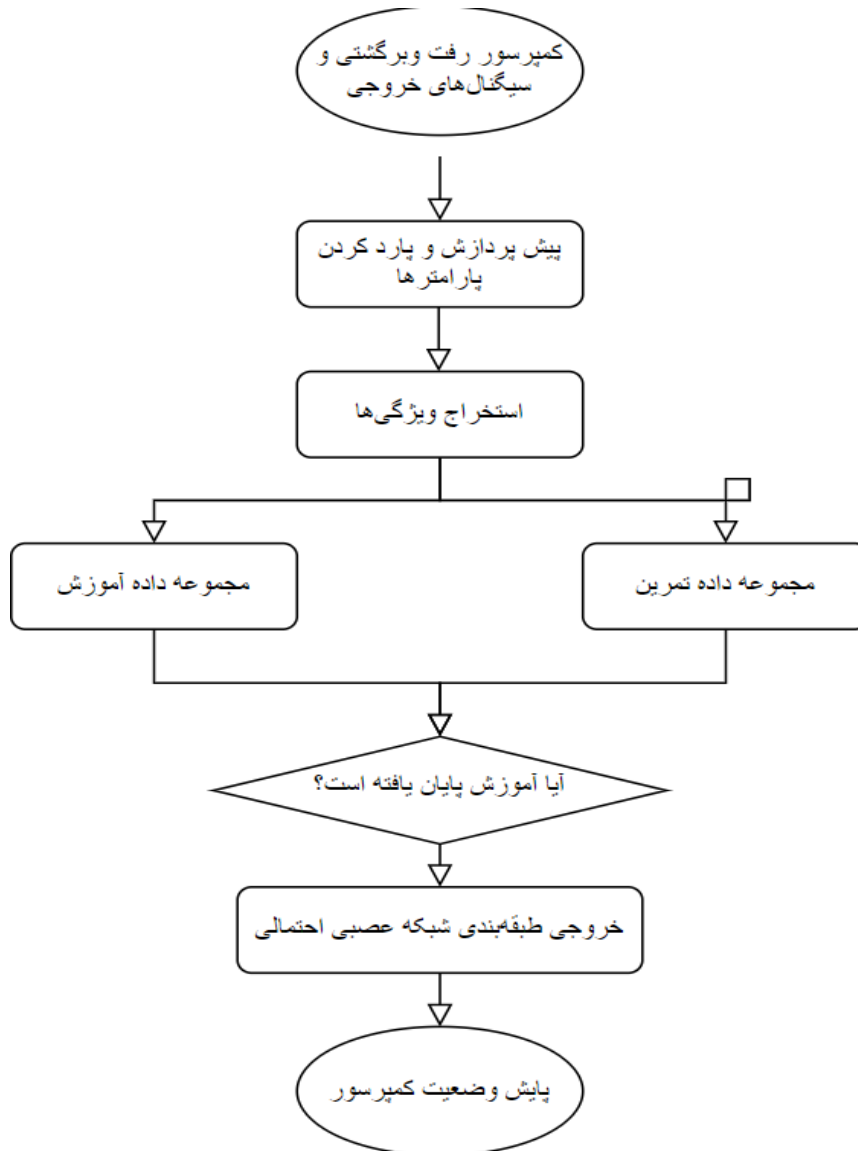 کمپرسور رفت وبرگشتی و
سیگنال‌های خروجی
پیش پردازش و پارد کردن
پارامترها
استخراج ویژگی‌ها
مجموعه داده تمرین
مجموعه داده آموزش
آیا آموزش پایان یافته است؟
خروجی طبقه‌بندی شبکه عصبی احتمالی
پایش وضعیت کمپرسور